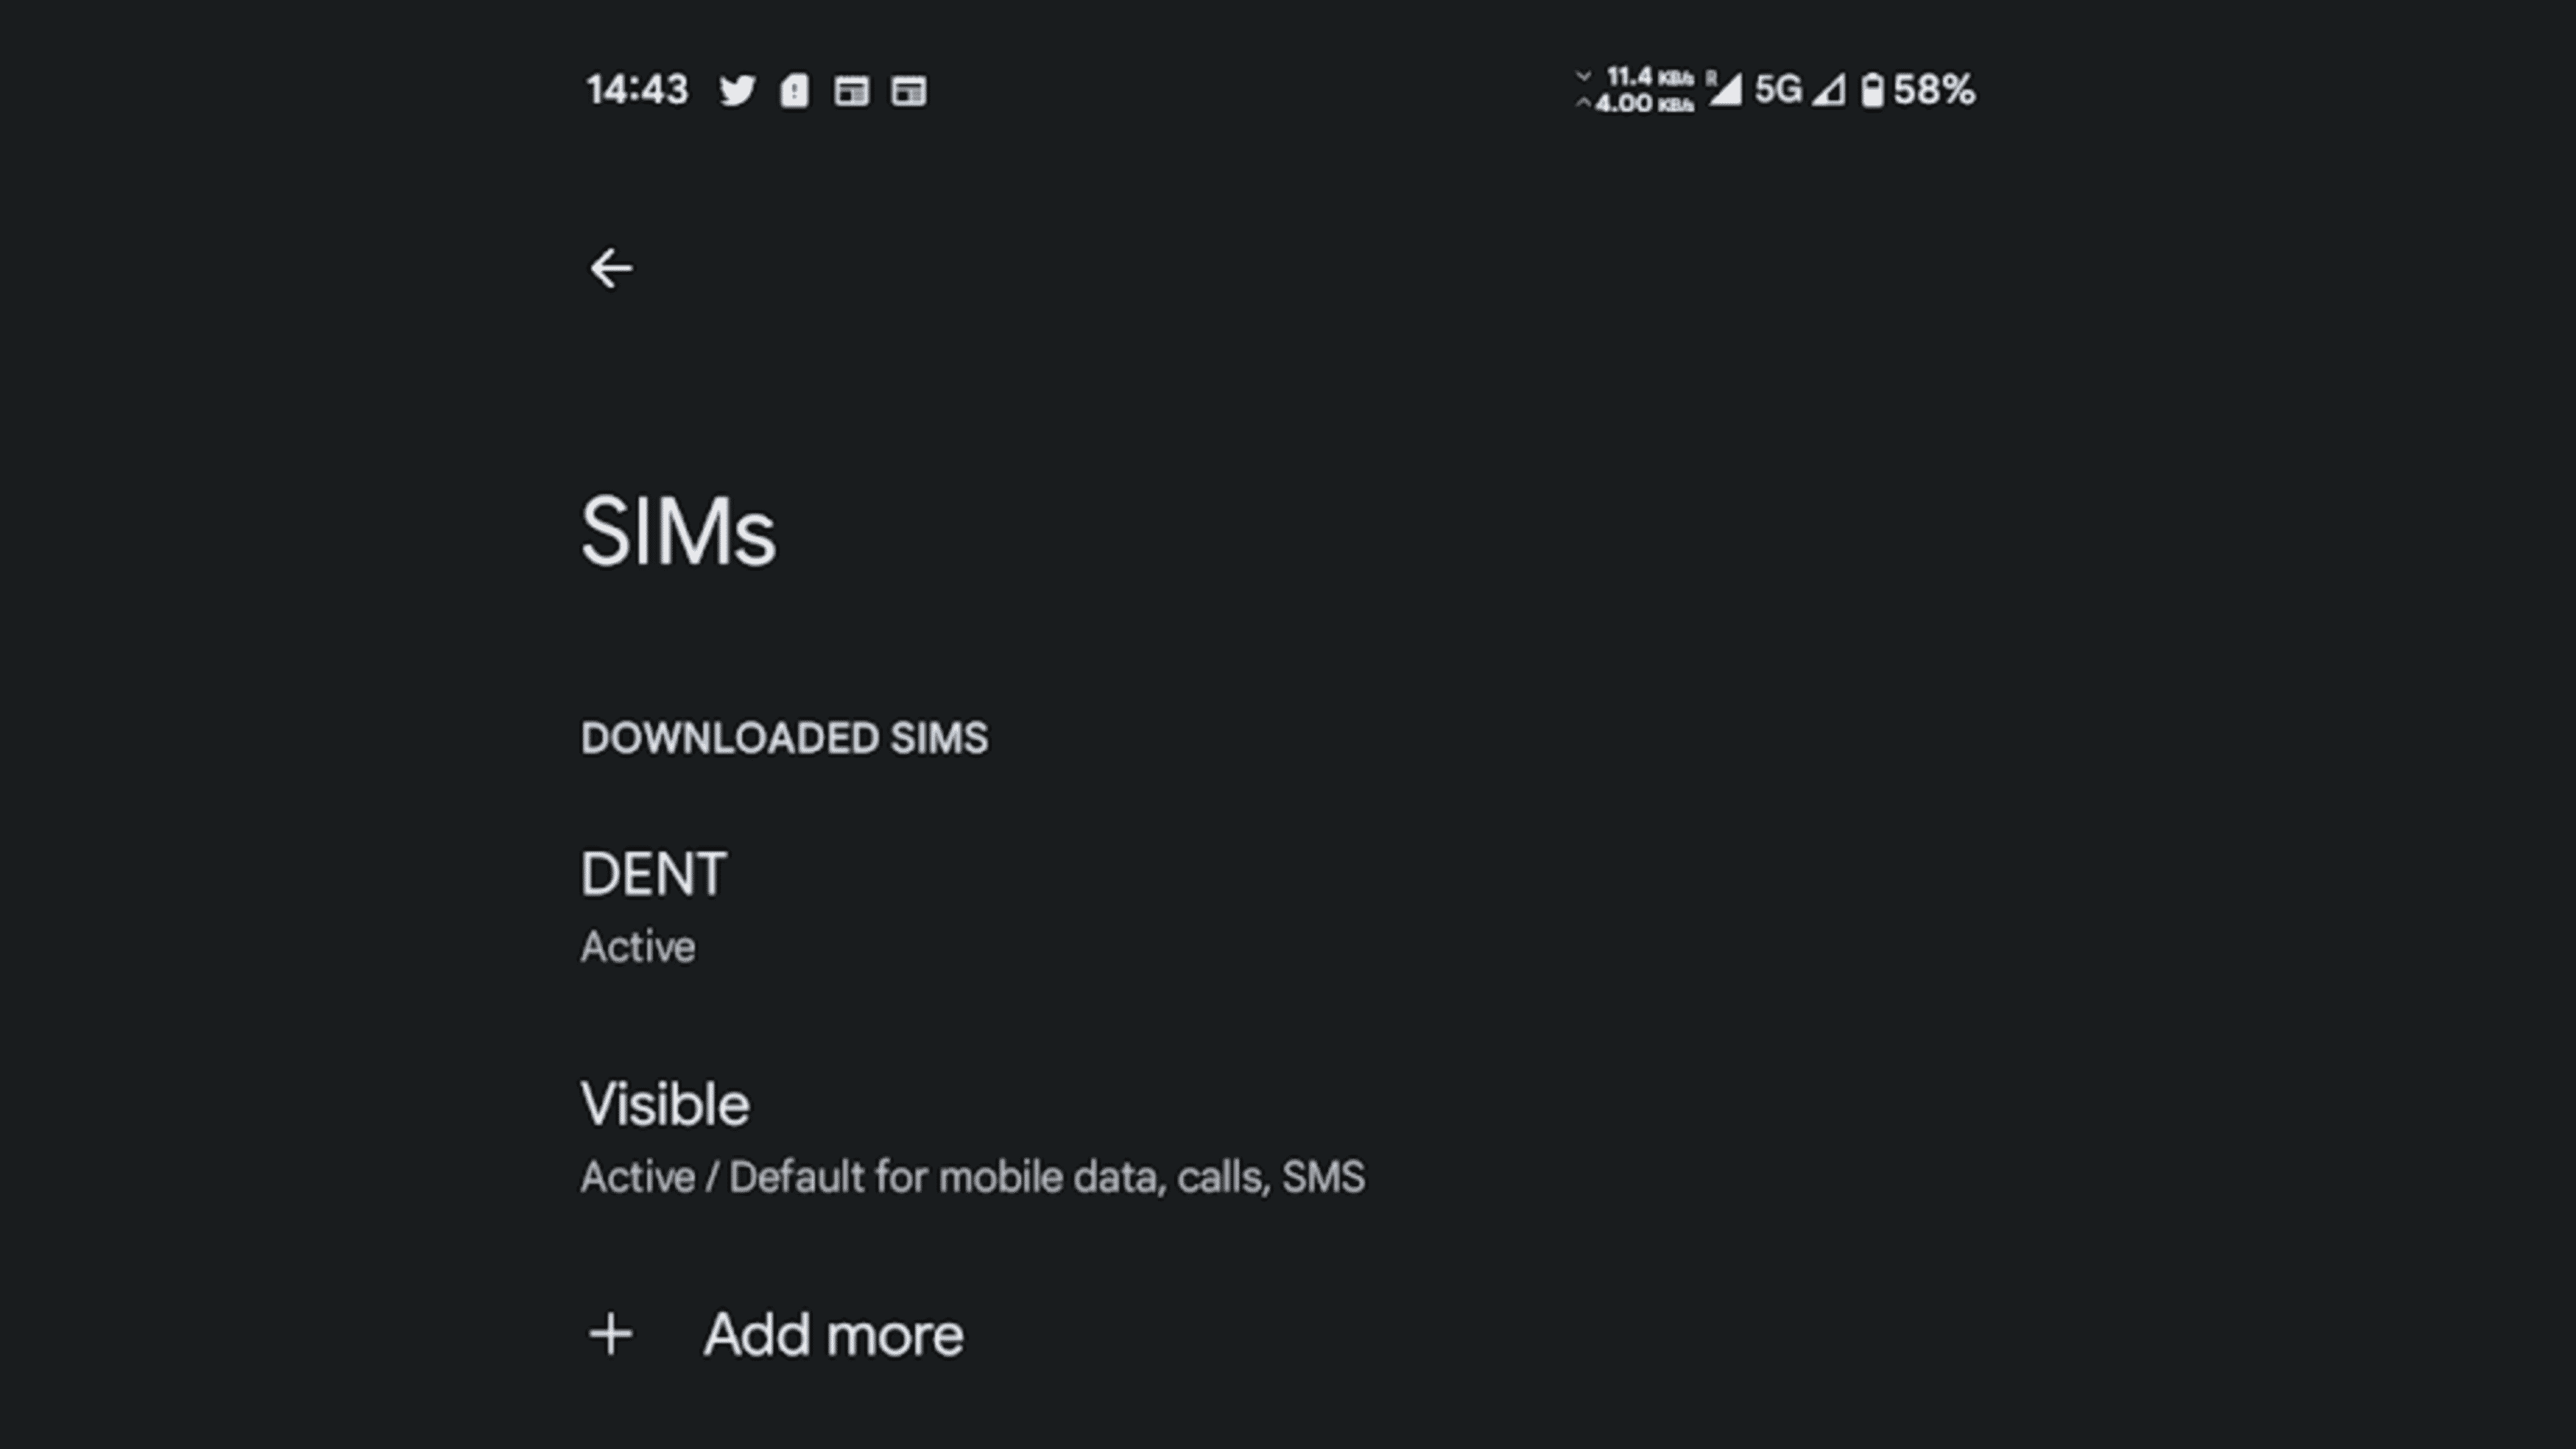 14:43
11.4 KB/s R 5G 58%
4.00 KB/s
SIMs
DOWNLOADED SIMS
DENT
Active
Visible
Active / Default for mobile data, calls, SMS
+ Add more